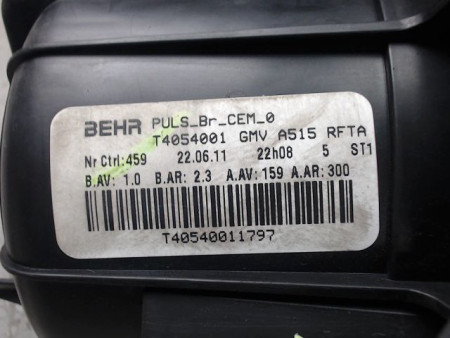 BEHR PULS_Br_CEM_0
T4054001 GMV A515 RFTA
Nr Ctrl:459 22.06.11 22h08 5 ST1
B.AV: 1.0 B.AR: 2.3 A.AV: 159 A.AR: 300
T40540011797